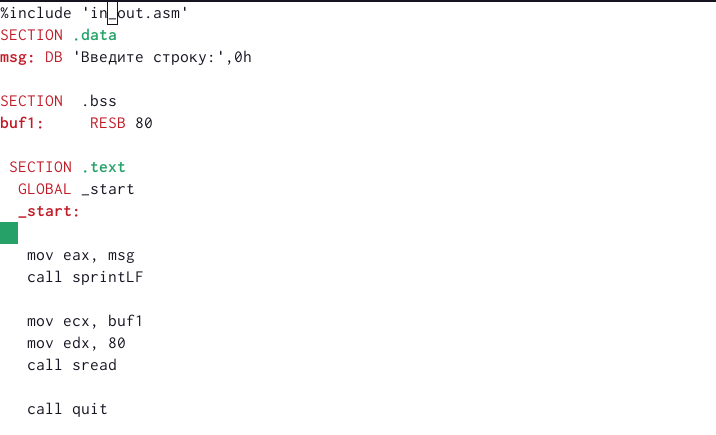 %include 'in_out.asm'
SECTION .data
msg: DB 'Введите строку:',0h
SECTION .bss
buf1: RESB 80
SECTION .text
GLOBAL _start
_start:
mov eax, msg
call sprintLF
mov ecx, buf1
mov edx, 80
call sread
call quit